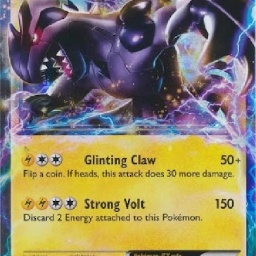 Glinting Claw 50+
Flip a coin. If heads, this attack does 30 more damage.
Strong Volt 150
Discard 2 Energy attached to this Pokémon.